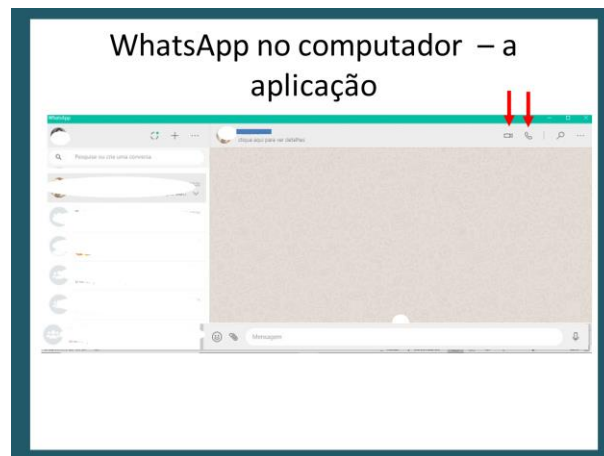 WhatsApp no computador – a
aplicação
WhatsApp
clique aqui para ver detalhes
Pesquisar ou criar uma conversa
Mensagem